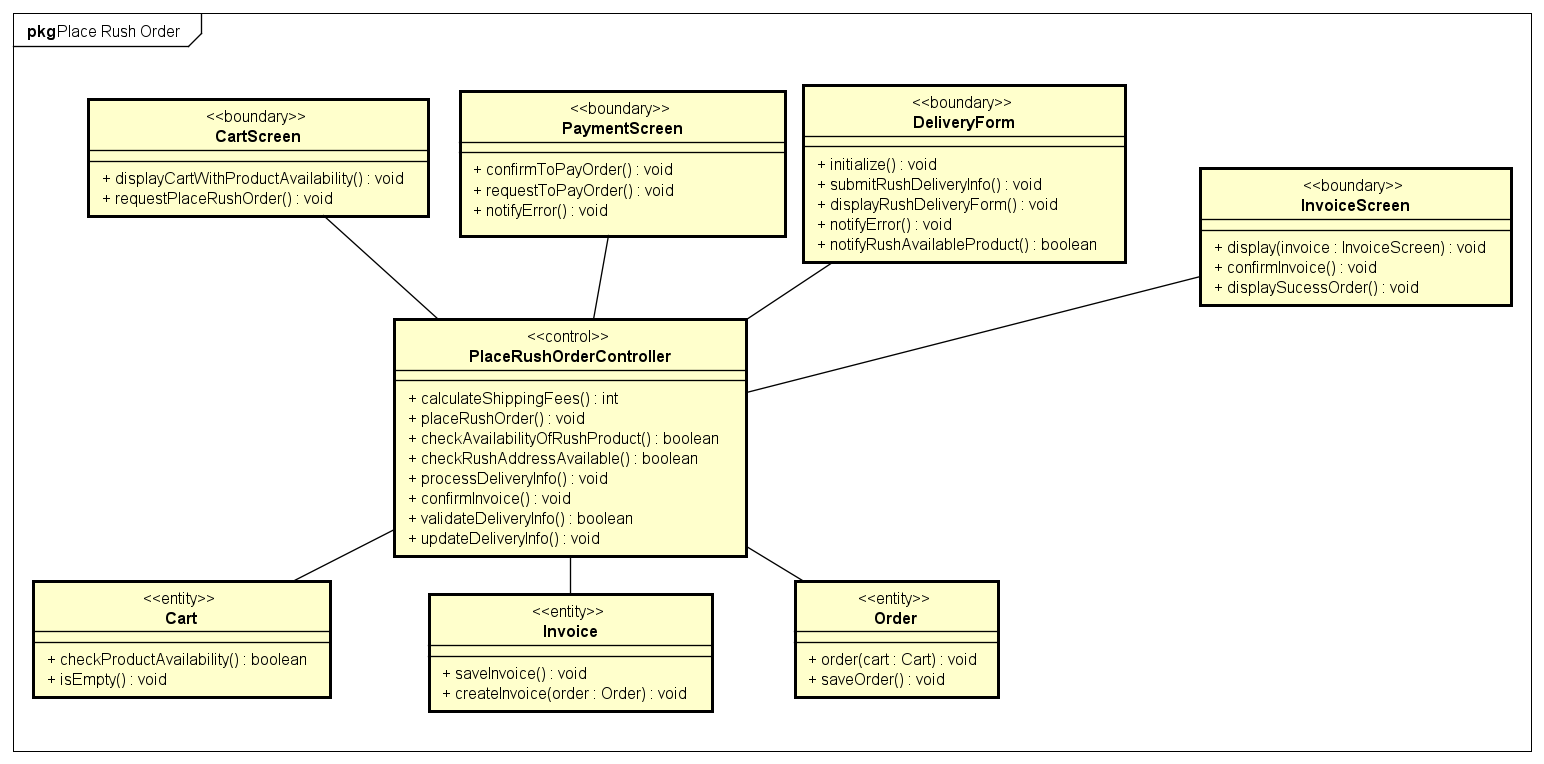 pkgPlace Rush Order
<<boundary>>
CartScreen
+ displayCartWithProductAvailability() : void
+ requestPlaceRushOrder() : void
<<boundary>>
PaymentScreen
+ confirmToPayOrder() : void
+ requestToPayOrder() : void
+ notifyError() : void
<<boundary>>
DeliveryForm
+ initialize() : void
+ submitRushDeliveryInfo() : void
+ displayRushDeliveryForm() : void
+ notifyError() : void
+ notifyRushAvailableProduct() : boolean
<<boundary>>
InvoiceScreen
+ display(invoice : InvoiceScreen) : void
+ confirmInvoice() : void
+ displaySucessOrder() : void
<<control>>
PlaceRushOrderController
+ calculateShippingFees() : int
+ placeRushOrder() : void
+ checkAvailabilityOfRushProduct() : boolean
+ checkRushAddressAvailable() : boolean
+ processDeliveryInfo() : void
+ confirmInvoice() : void
+ validateDeliveryInfo() : boolean
+ updateDeliveryInfo() : void
<<entity>>
Cart
+ checkProductAvailability() : boolean
+ isEmpty() : void
<<entity>>
Invoice
+ saveInvoice() : void
+ createInvoice(order : Order) : void
<<entity>>
Order
+ order(cart : Cart) : void
+ saveOrder() : void